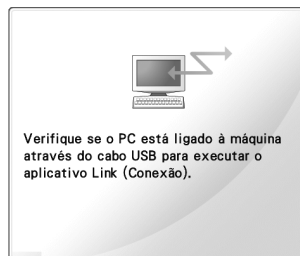 Verifique se o PC está ligado à máquina
através do cabo USB para executar o
aplicativo Link (Conexão).